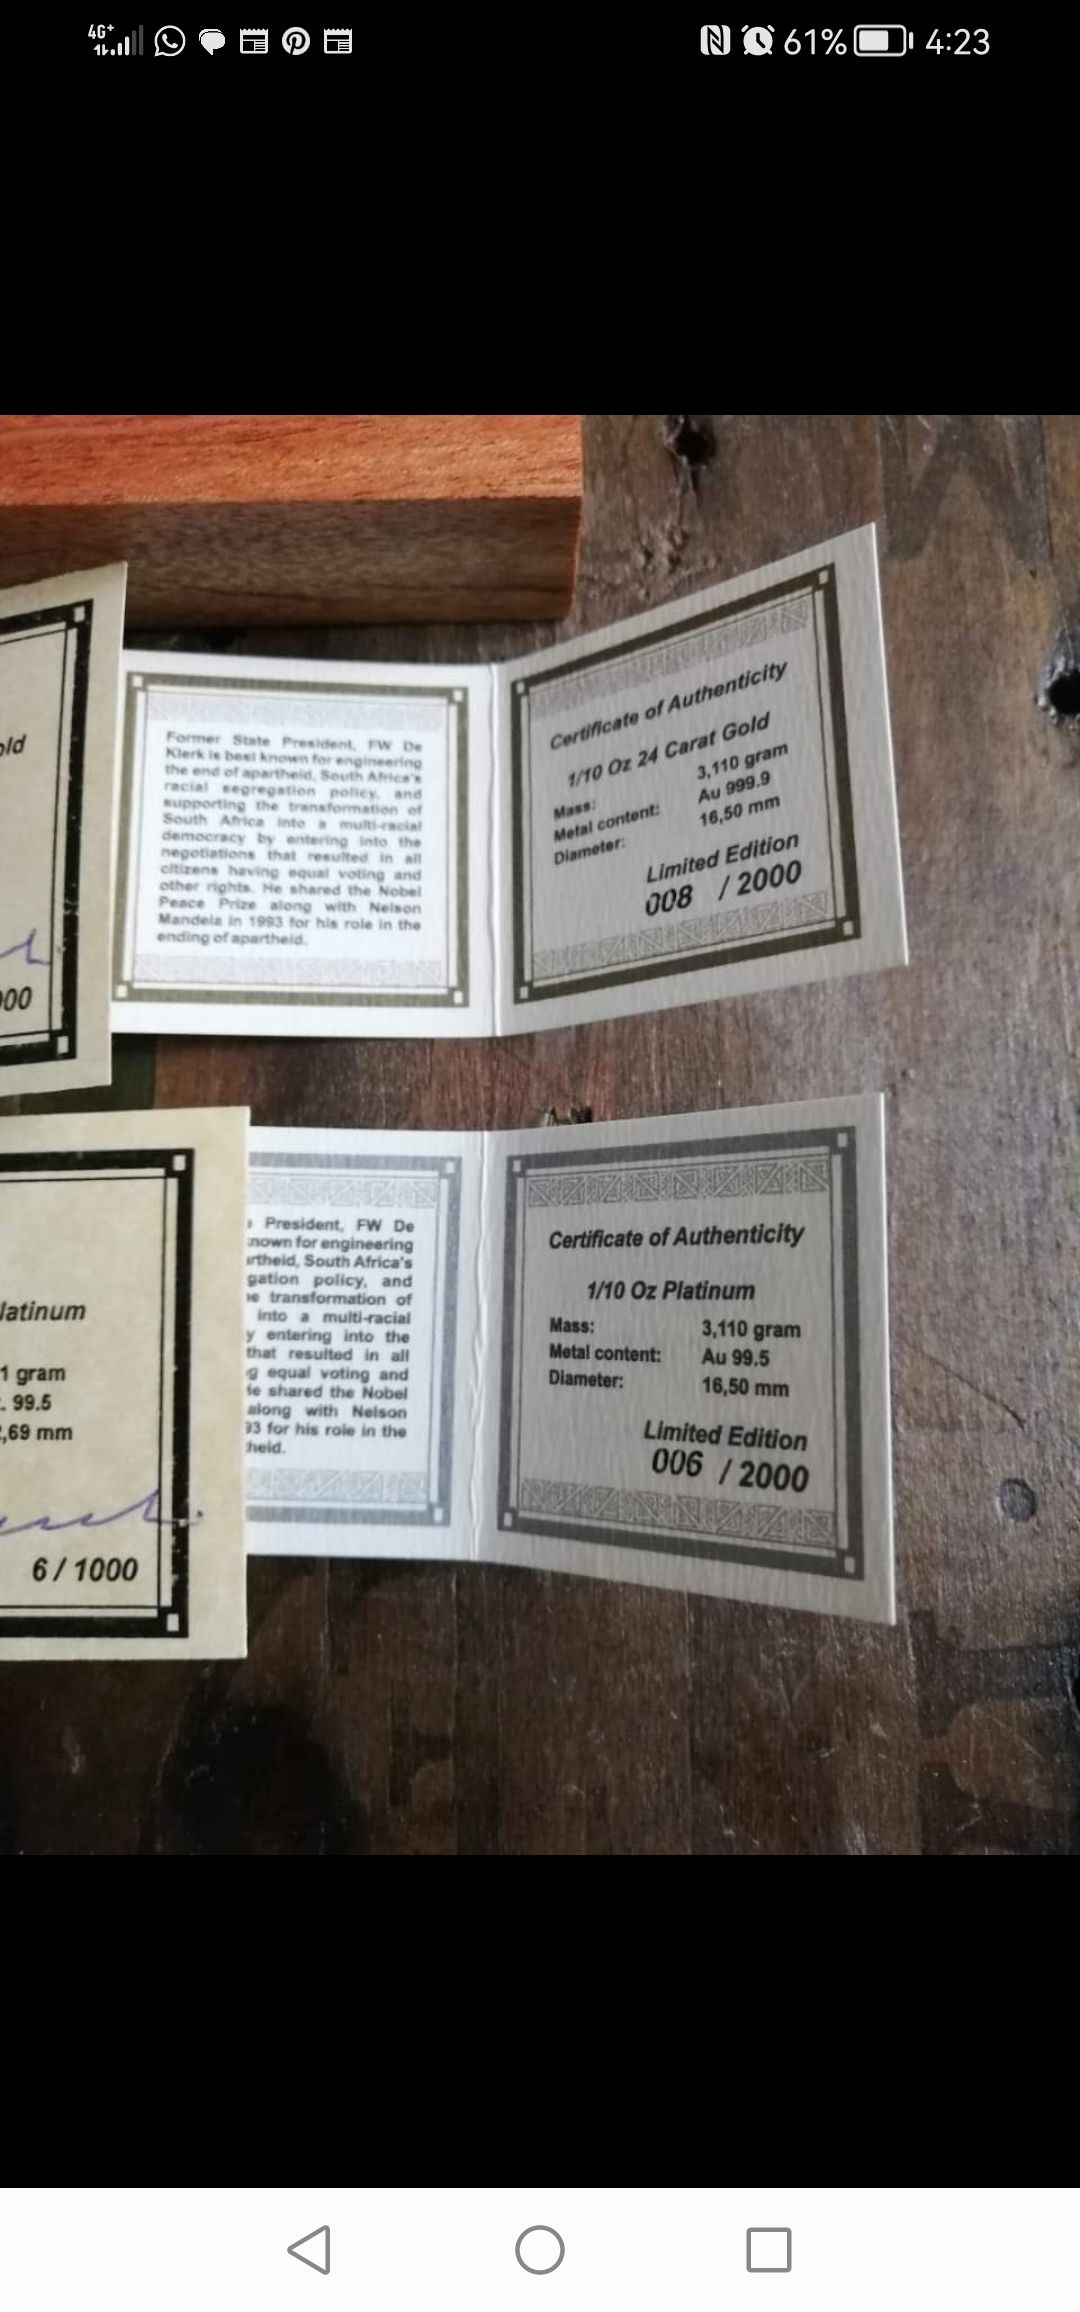 4G+
61% 4:23
old
000
Former State President, FW De
Klerk is best known for engineering
the end of apartheid, South Africa's
racial segregation policy, and
supporting the transformation of
South Africa into a multi-racial
democracy by entering into the
negotiations that resulted in all
citizens having equal voting and
other rights. He shared the Nobel
Peace Prize along with Nelson
Mandela in 1993 for his role in the
ending of apartheid.
Certificate of Authenticity
1/10 Oz 24 Carat Gold
Mass: 3,110 gram
Metal content: Au 999.9
Diameter: 16,50 mm
Limited Edition
008 / 2000
latinum
1 gram
. 99.5
,69 mm
6 / 1000
President, FW De
nown for engineering
artheid, South Africa's
gation policy, and
e transformation of
into a multi-racial
y entering into the
that resulted in all
g equal voting and
He shared the Nobel
along with Nelson
93 for his role in the
heid.
Certificate of Authenticity
1/10 Oz Platinum
Mass: 3,110 gram
Metal content: Au 99.5
Diameter: 16,50 mm
Limited Edition
006 / 2000